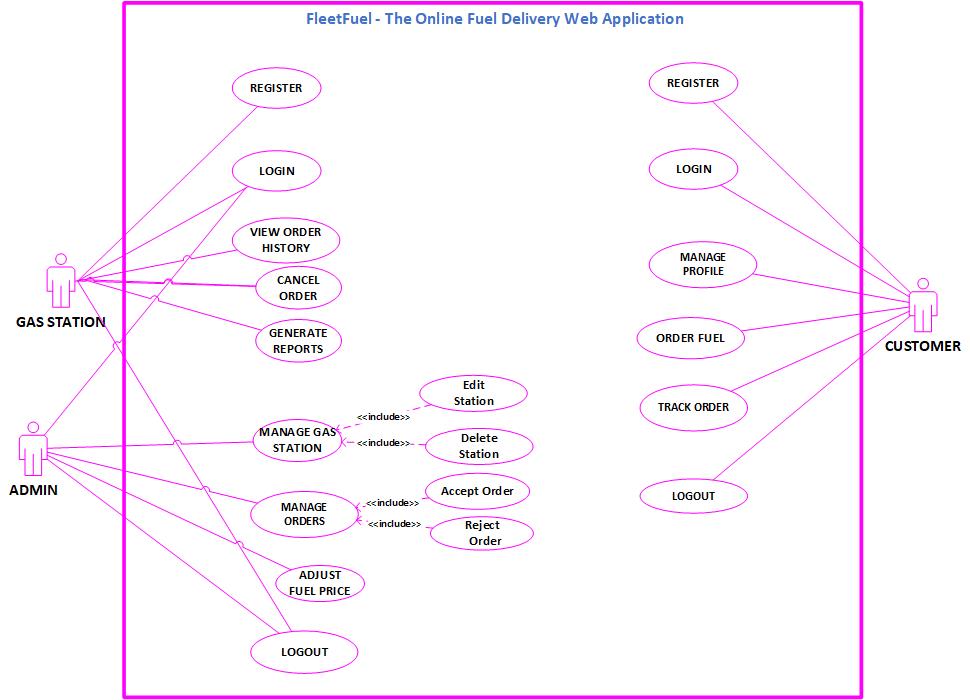 FleetFuel - The Online Fuel Delivery Web Application
REGISTER
LOGIN
VIEW ORDER
HISTORY
CANCEL
ORDER
GENERATE
REPORTS
GAS STATION
Edit
Station
<<include>>
MANAGE GAS
STATION
<<include>>
Delete
Station
ADMIN
Accept Order
<<include>>
MANAGE
ORDERS
<<include>>
Reject
Order
ADJUST
FUEL PRICE
LOGOUT
REGISTER
LOGIN
MANAGE
PROFILE
ORDER FUEL
CUSTOMER
TRACK ORDER
LOGOUT